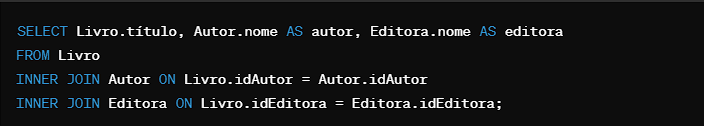 SELECT Livro.título, Autor.nome AS autor, Editora.nome AS editora
FROM Livro
INNER JOIN Autor ON Livro.idAutor = Autor.idAutor
INNER JOIN Editora ON Livro.idEditora = Editora.idEditora;